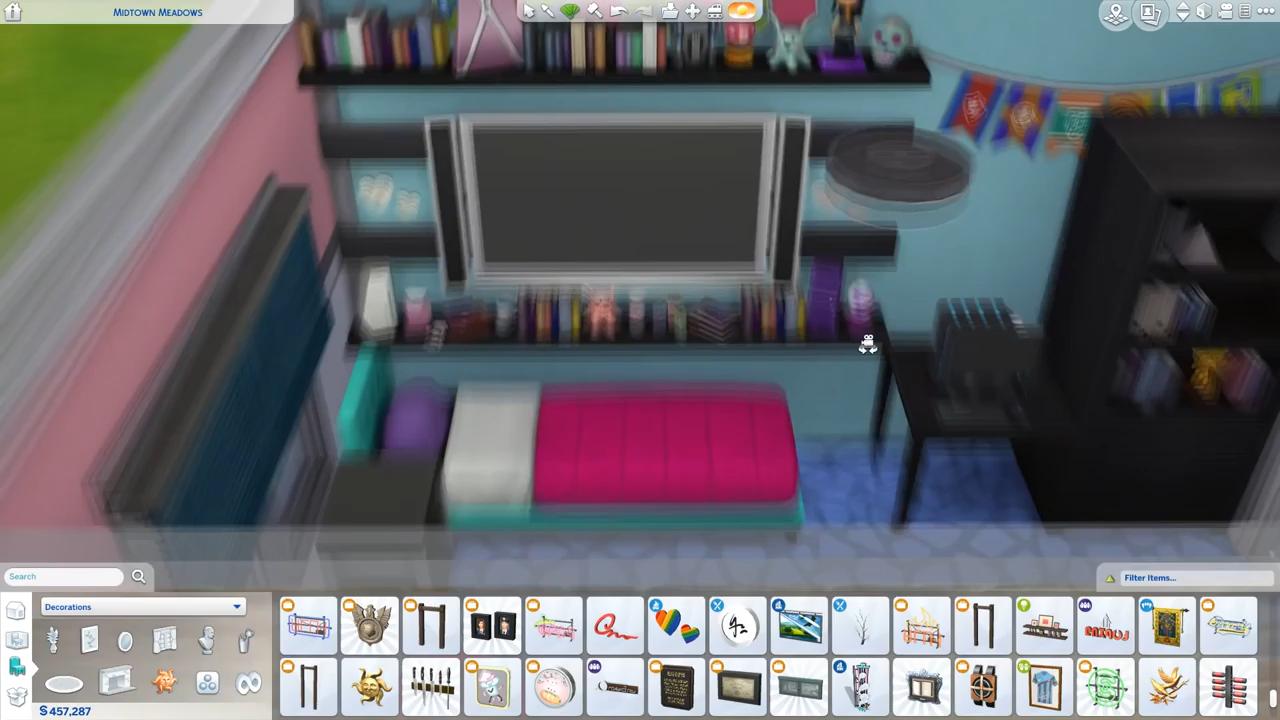 Midtown Meadows
Search
Filter Items...
Decorations
§457,287